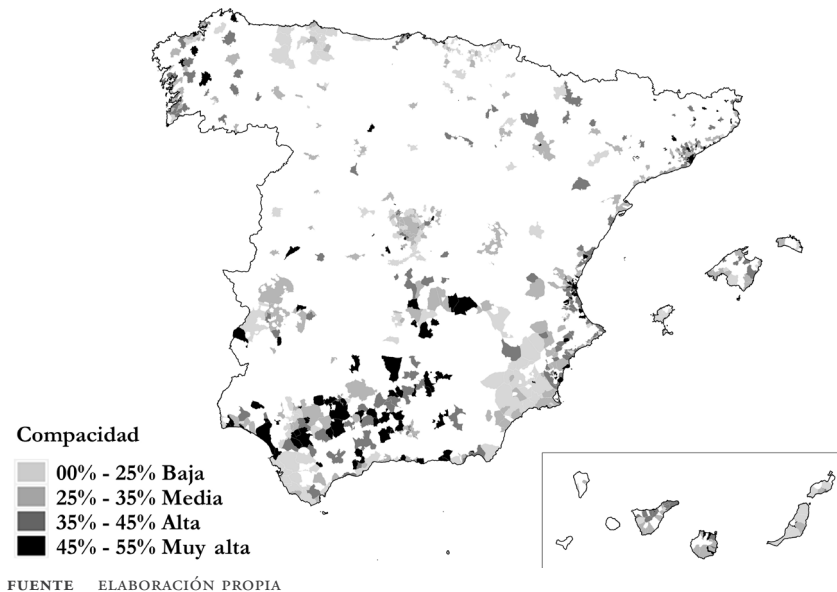 Compacidad
00% - 25% Baja
25% - 35% Media
35% - 45% Alta
45% - 55% Muy alta
FUENTE ELABORACIÓN PROPIA